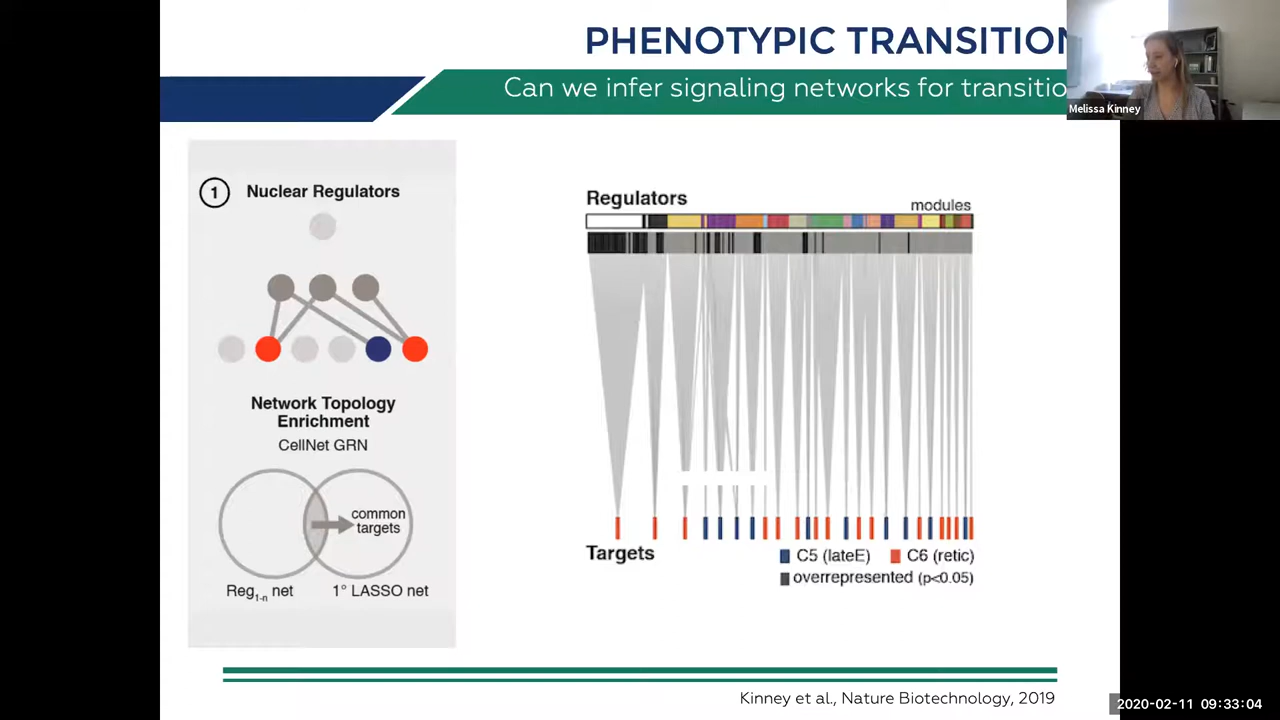 PHENOTYPIC TRANSITION
Can we infer signaling networks for transitio
Melissa Kinney
1 Nuclear Regulators
Network Topology
Enrichment
CellNet GRN
common
targets
Reg1-n net
1° LASSO net
Regulators
modules
Targets
C5 (lateE)
C6 (retic)
overrepresented (p<0.05)
Kinney et al., Nature Biotechnology, 2019
2020-02-11 09:33:04